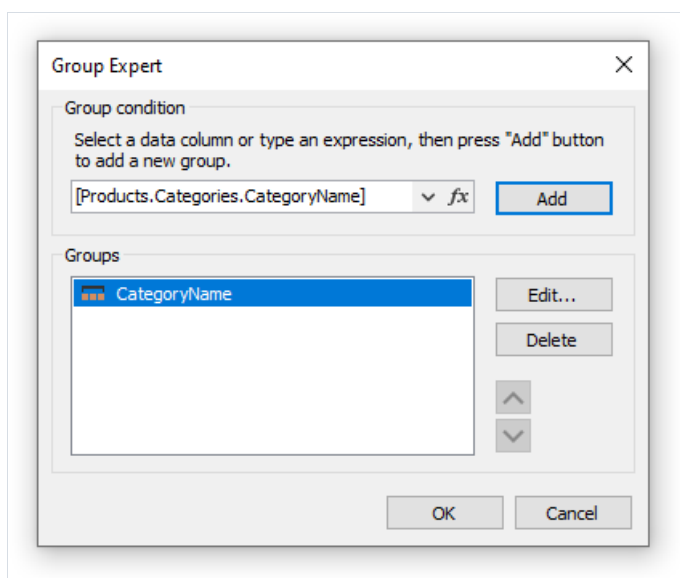 Group Expert
Group condition
Select a data column or type an expression, then press "Add" button
to add a new group.
[Products.Categories.CategoryName]
fx
Add
Groups
CategoryName
Edit...
Delete
OK
Cancel